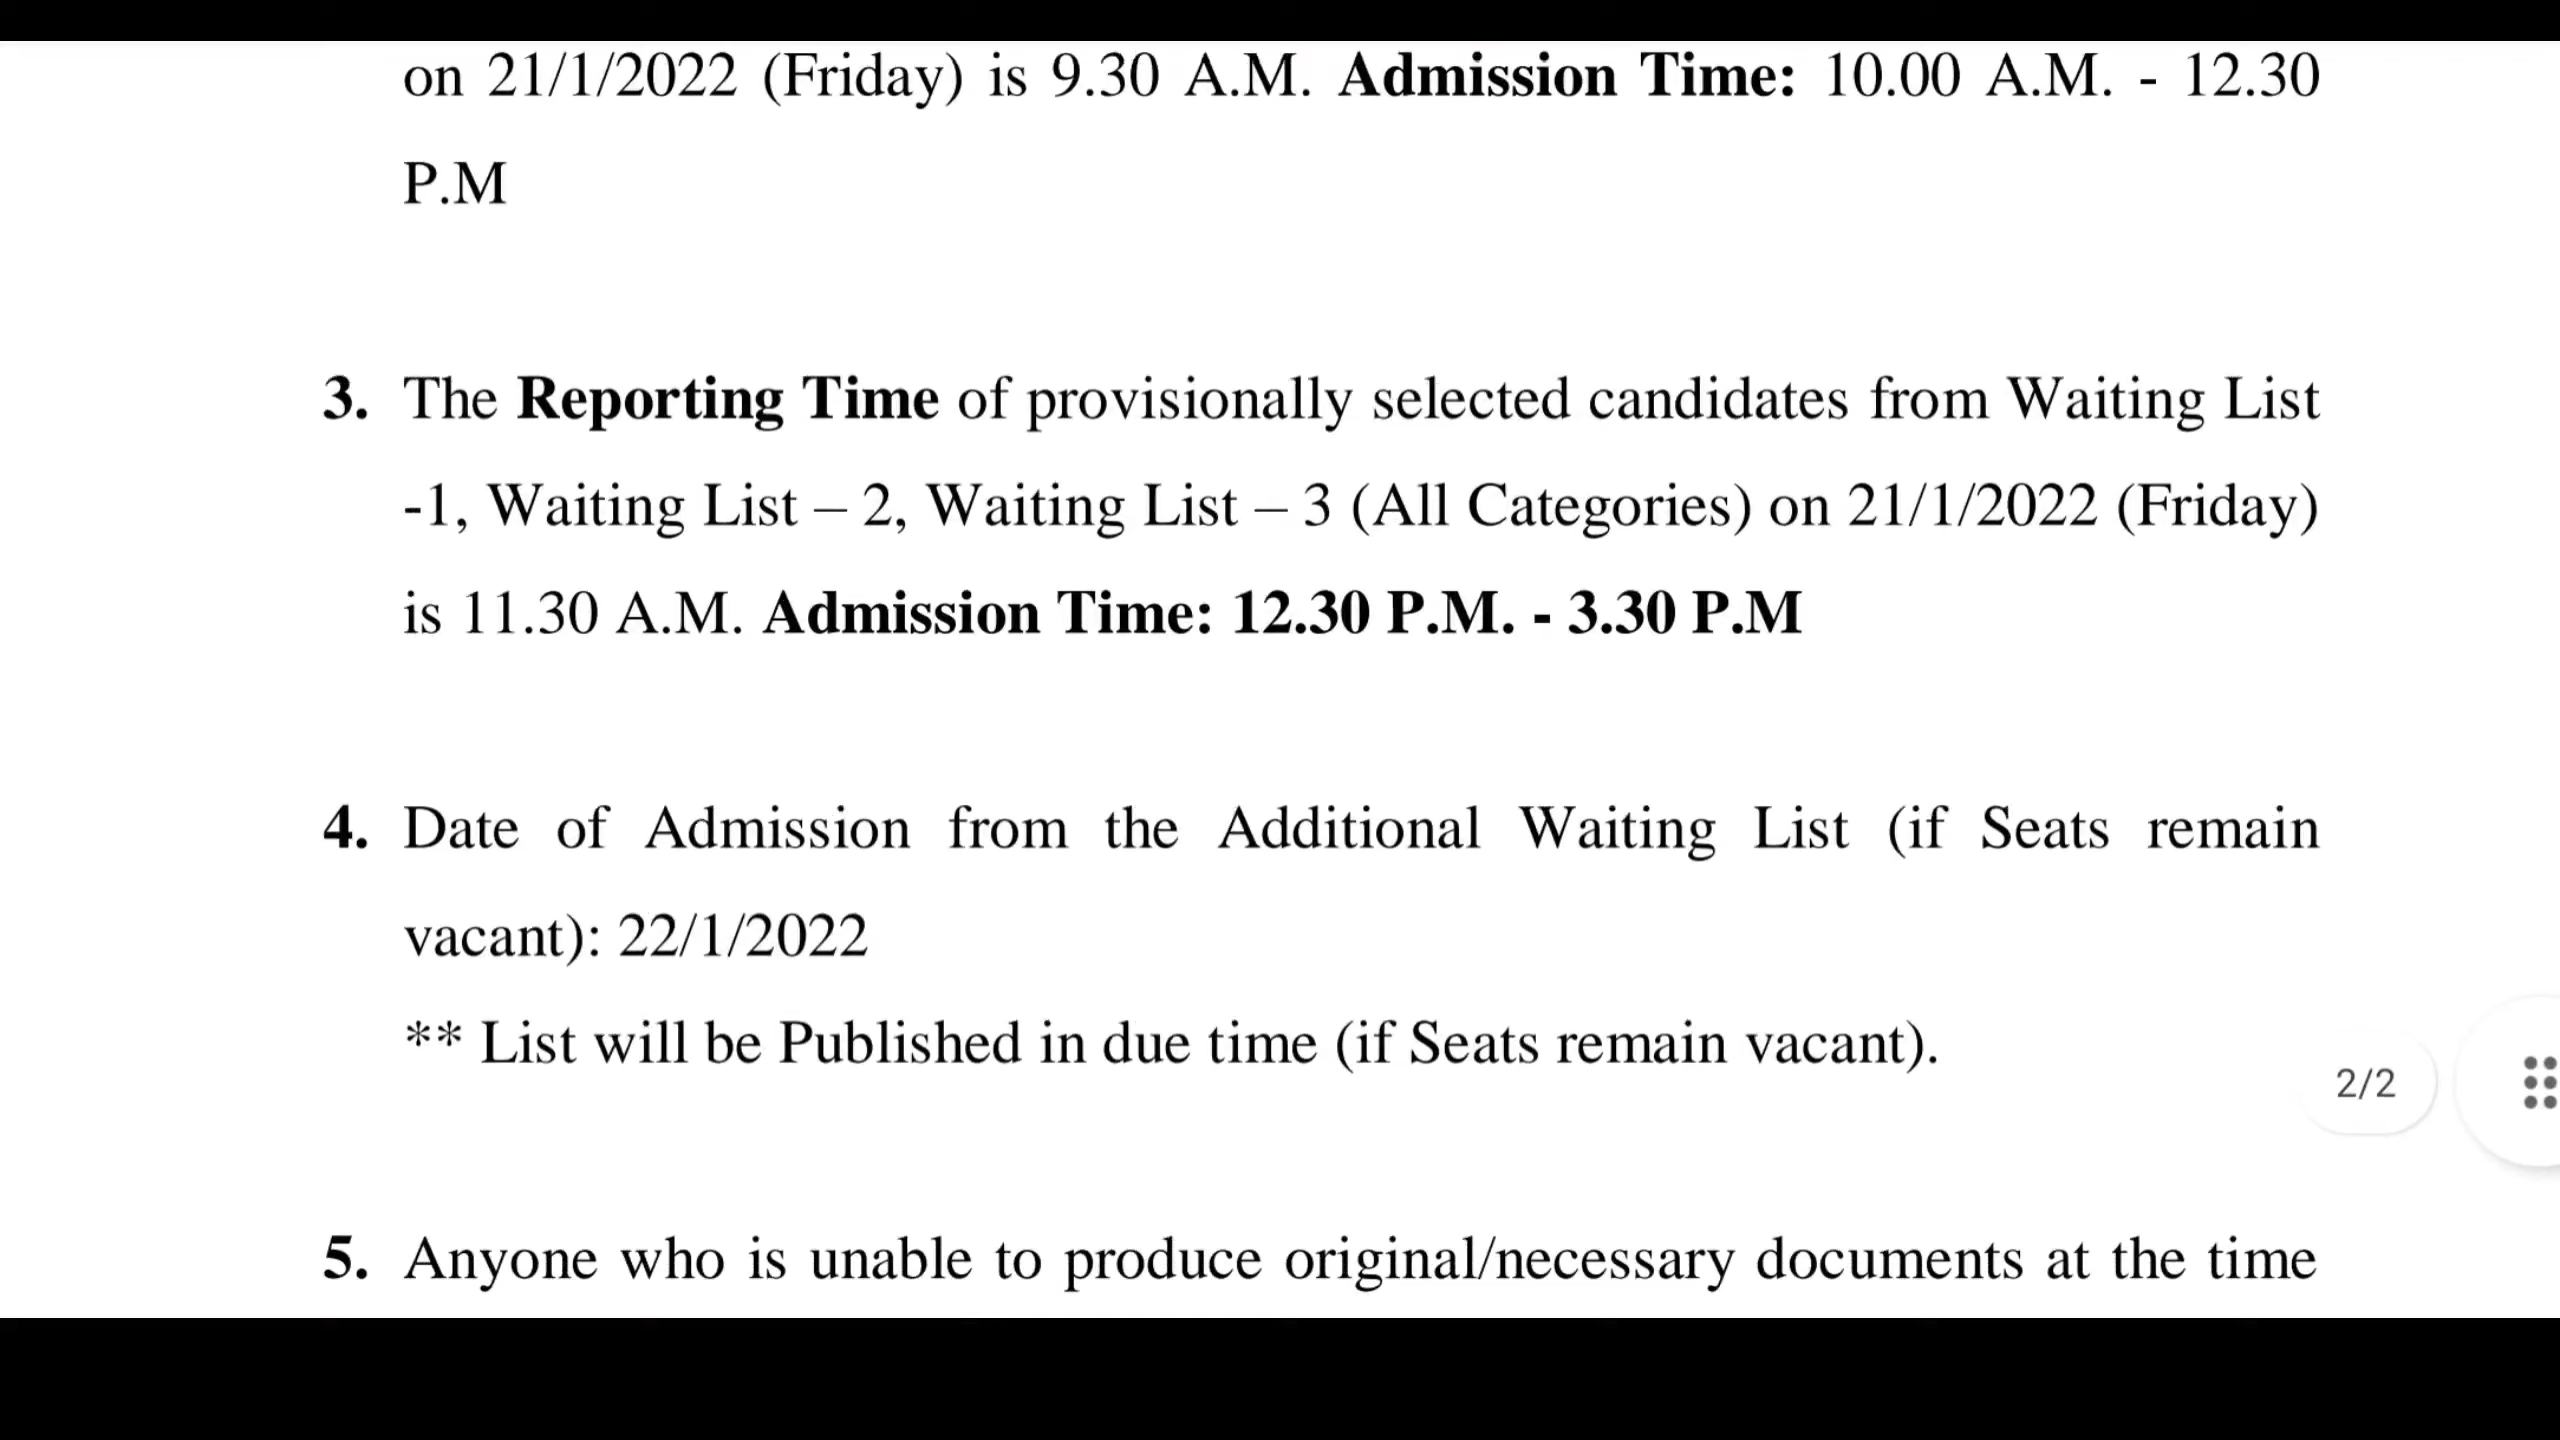 on 21/1/2022 (Friday) is 9.30 A.M. Admission Time: 10.00 A.M. - 12.30
P.M
3. The Reporting Time of provisionally selected candidates from Waiting List
-1, Waiting List – 2, Waiting List – 3 (All Categories) on 21/1/2022 (Friday)
is 11.30 A.M. Admission Time: 12.30 P.M. - 3.30 P.M
4. Date of Admission from the Additional Waiting List (if Seats remain
vacant): 22/1/2022
** List will be Published in due time (if Seats remain vacant).
2/2
5. Anyone who is unable to produce original/necessary documents at the time